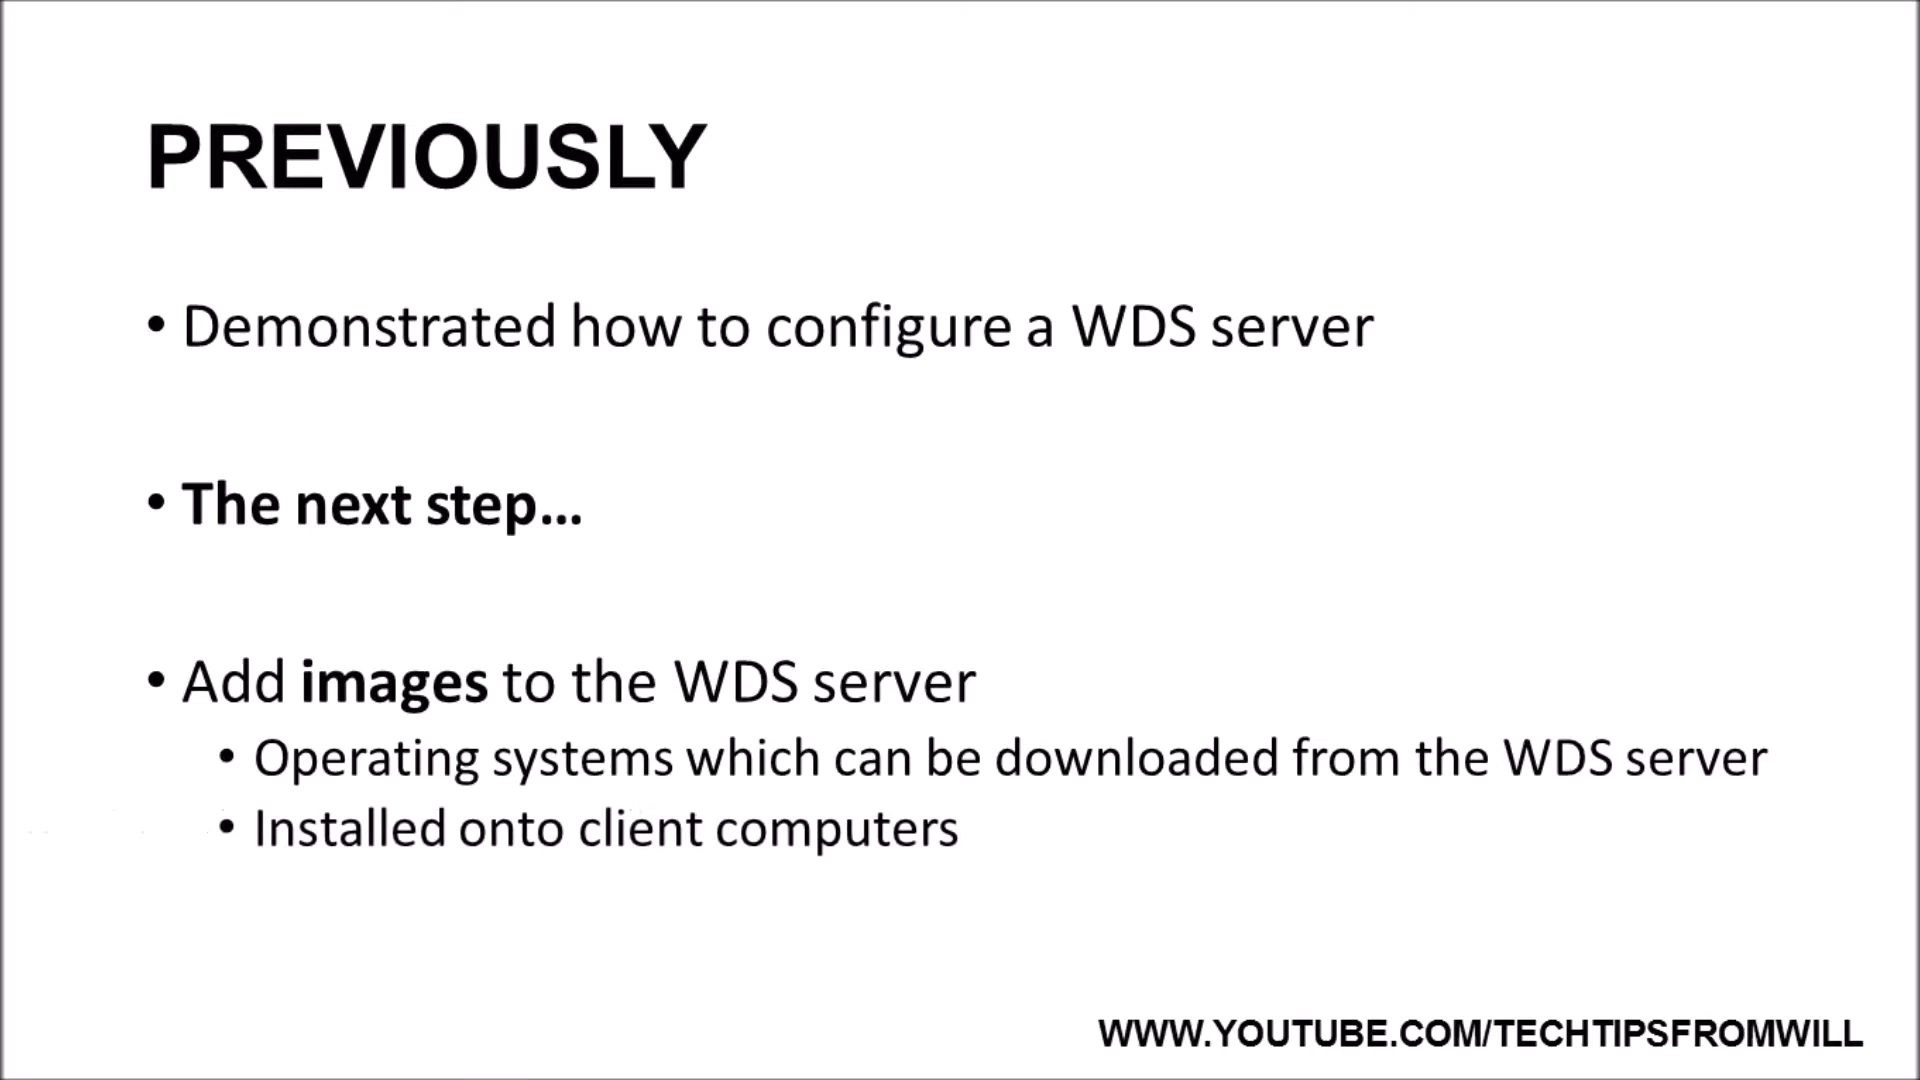 PREVIOUSLY
• Demonstrated how to configure a WDS server
• The next step...
• Add images to the WDS server
• Operating systems which can be downloaded from the WDS server
• Installed onto client computers
WWW.YOUTUBE.COM/TECHTIPSFROMWILL